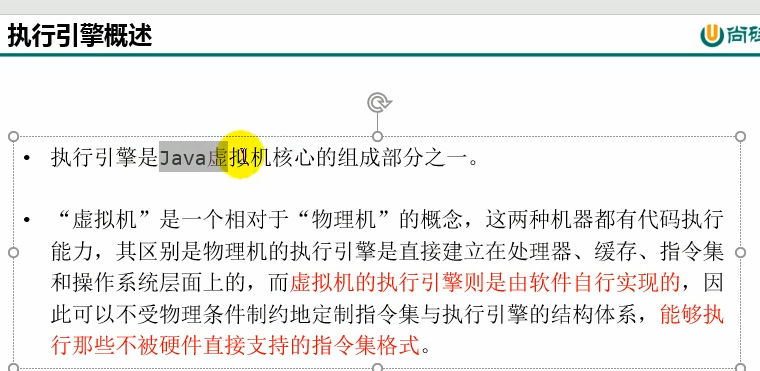 执行引擎概述
尚硅
• 执行引擎是Java虚拟机核心的组成部分之一。
• “虚拟机”是一个相对于“物理机”的概念，这两种机器都有代码执行
能力，其区别是物理机的执行引擎是直接建立在处理器、缓存、指令集
和操作系统层面上的，而虚拟机的执行引擎则是由软件自行实现的，因
此可以不受物理条件制约地定制指令集与执行引擎的结构体系，能够执
行那些不被硬件直接支持的指令集格式。